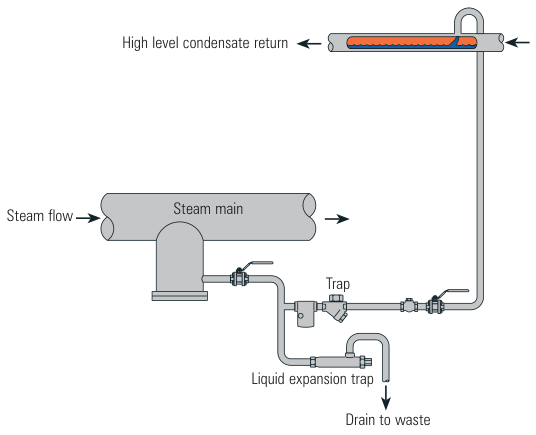 High level condensate return
Steam main
Steam flow
Trap
Liquid expansion trap
Drain to waste